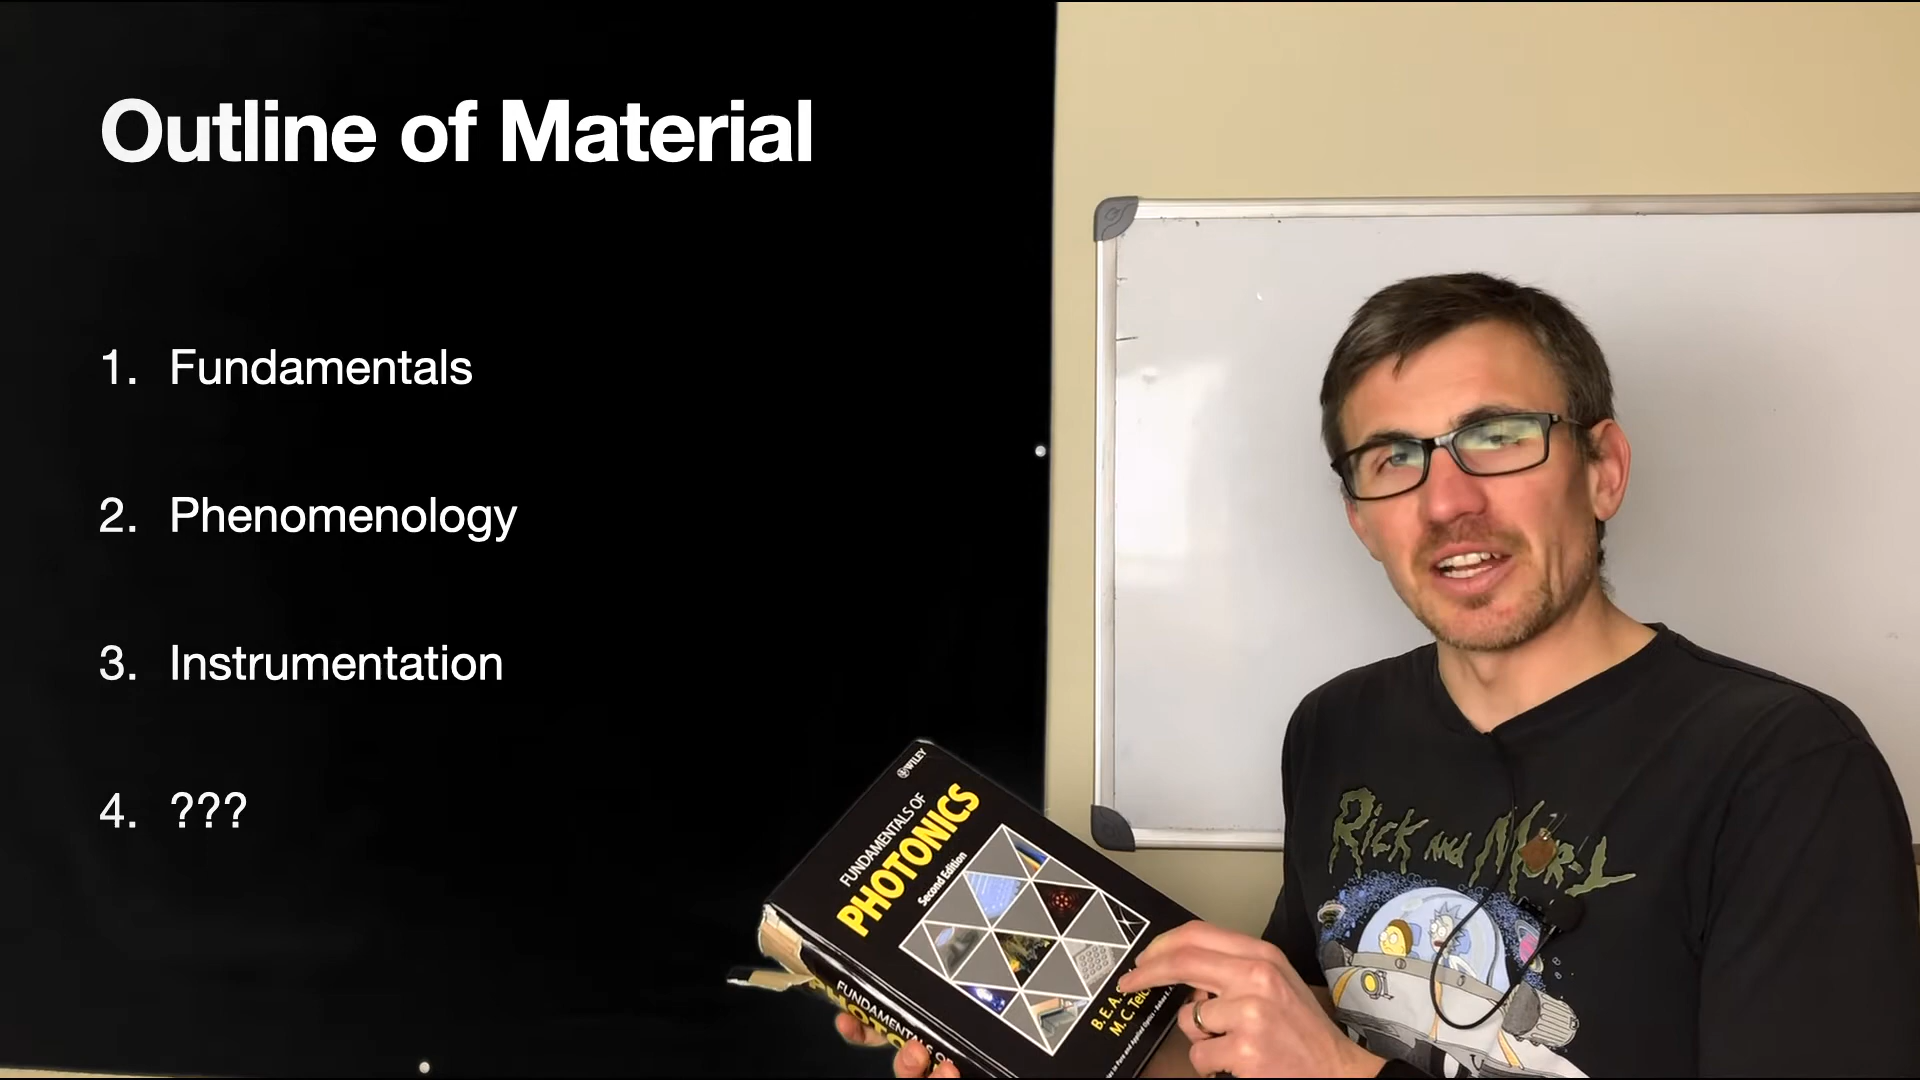 Outline of Material
1. Fundamentals
2. Phenomenology
3. Instrumentation
4. ???
WILEY
FUNDAMENTALS OF
PHOTONICS
Second Edition
B.E.A.
M.C.
FUNDAMENTALS OF
RICK AND